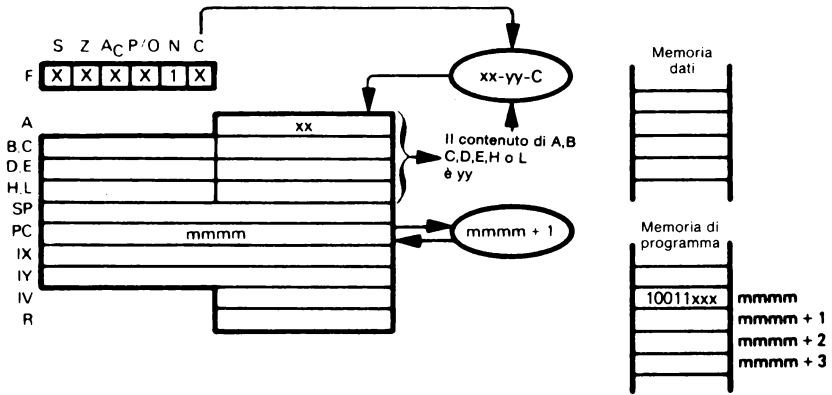 S Z AC P/O N C
F X X X X 1 X
xx-yy-C
A xx
B,C
D,E
H,L
SP
PC mmmm
IX
IY
IV
R
Il contenuto di A,B
C,D,E,H o L
è yy
mmmm + 1
Memoria
dati
Memoria di
programma
10011xxx mmmm
mmmm + 1
mmmm + 2
mmmm + 3